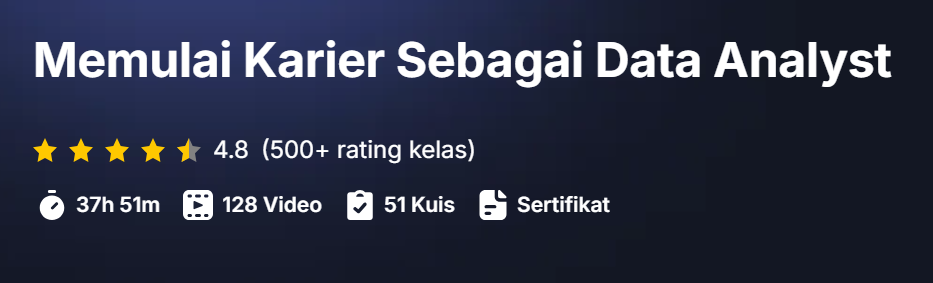 Memulai Karier Sebagai Data Analyst
4.8 (500+ rating kelas)
37h 51m 128 Video 51 Kuis Sertifikat